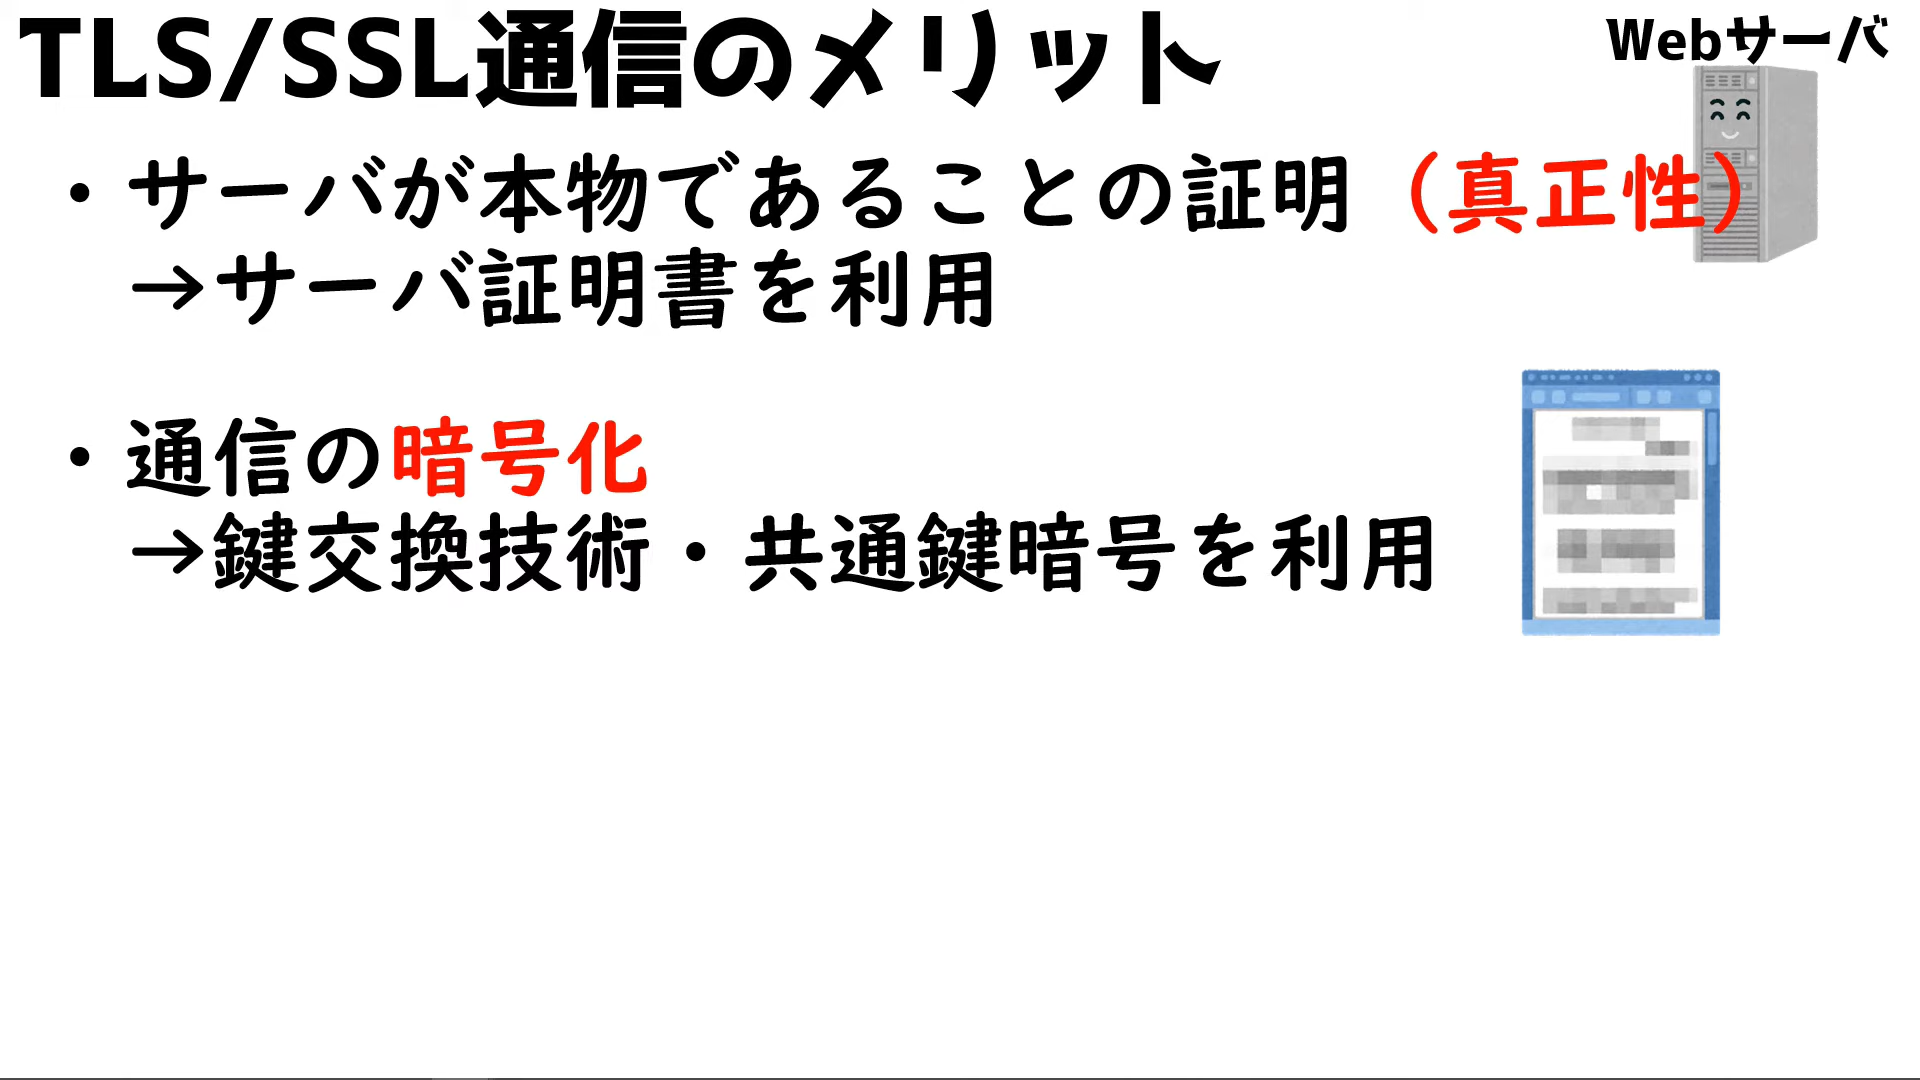 TLS/SSL通信のメリット
Webサーバ
・サーバが本物であることの証明（真正性）
→サーバ証明書を利用
・通信の暗号化
→鍵交換技術・共通鍵暗号を利用